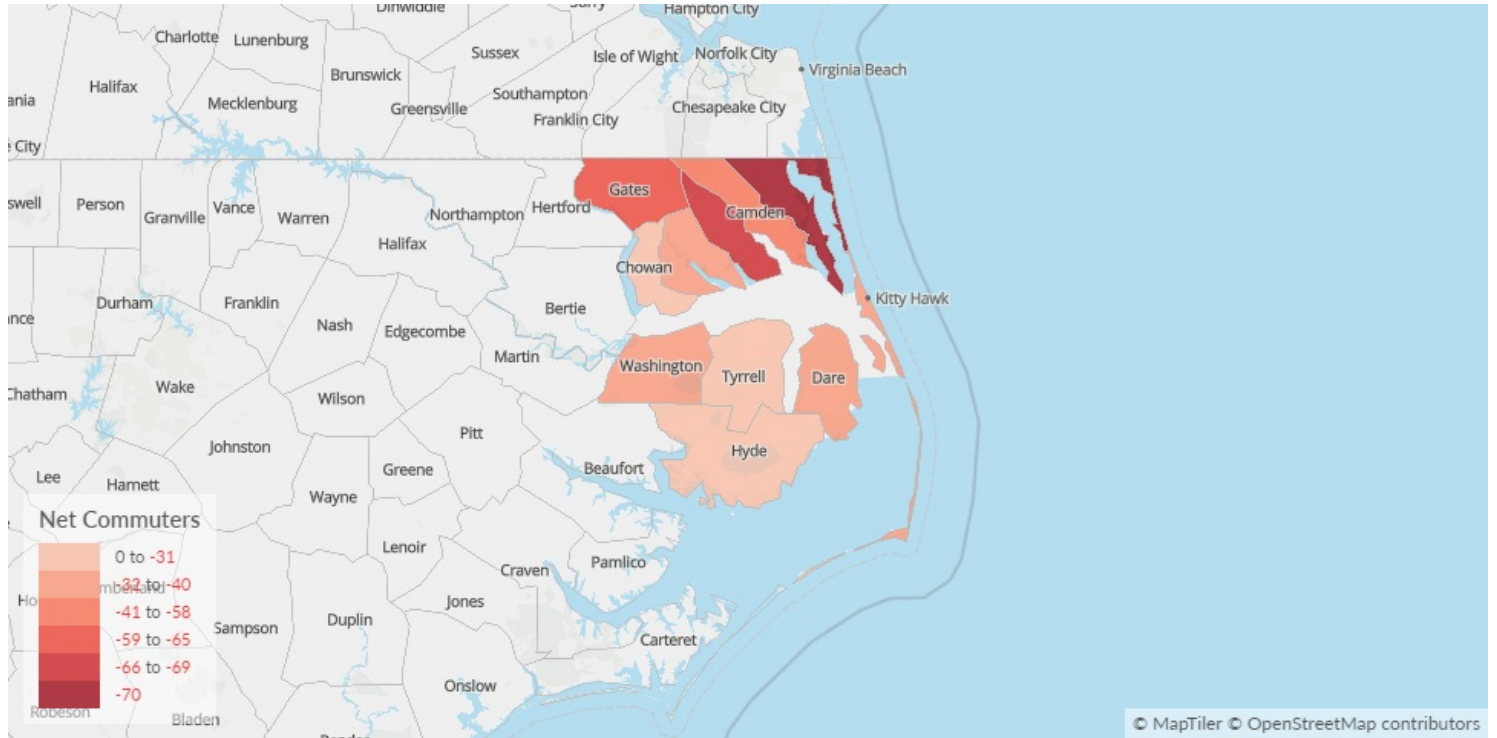 Dinwiddie
Surry
Hampton City
Charlotte
Lunenburg
Sussex
Isle of Wight
Norfolk City
Virginia Beach
Brunswick
Halifax
Mecklenburg
Greensville
Southampton
Franklin City
Chesapeake City
ania
e City
swell
Person
Granville
Vance
Warren
Northampton
Hertford
Gates
Camden
Halifax
Chowan
Durham
Franklin
Bertie
Kitty Hawk
ance
Nash
Edgecombe
Martin
Washington
Tyrrell
Dare
Chatham
Wake
Wilson
Johnston
Pitt
Hyde
Lee
Harnett
Greene
Beaufort
Wayne
Net Commuters
Lenoir
Craven
Pamlico
0 to -31
mberland
-32 to -40
Ho
Jones
-41 to -58
Sampson
Duplin
Carteret
-59 to -65
-66 to -69
Onslow
-70
Robeson
Bladen
© MapTiler © OpenStreetMap contributors